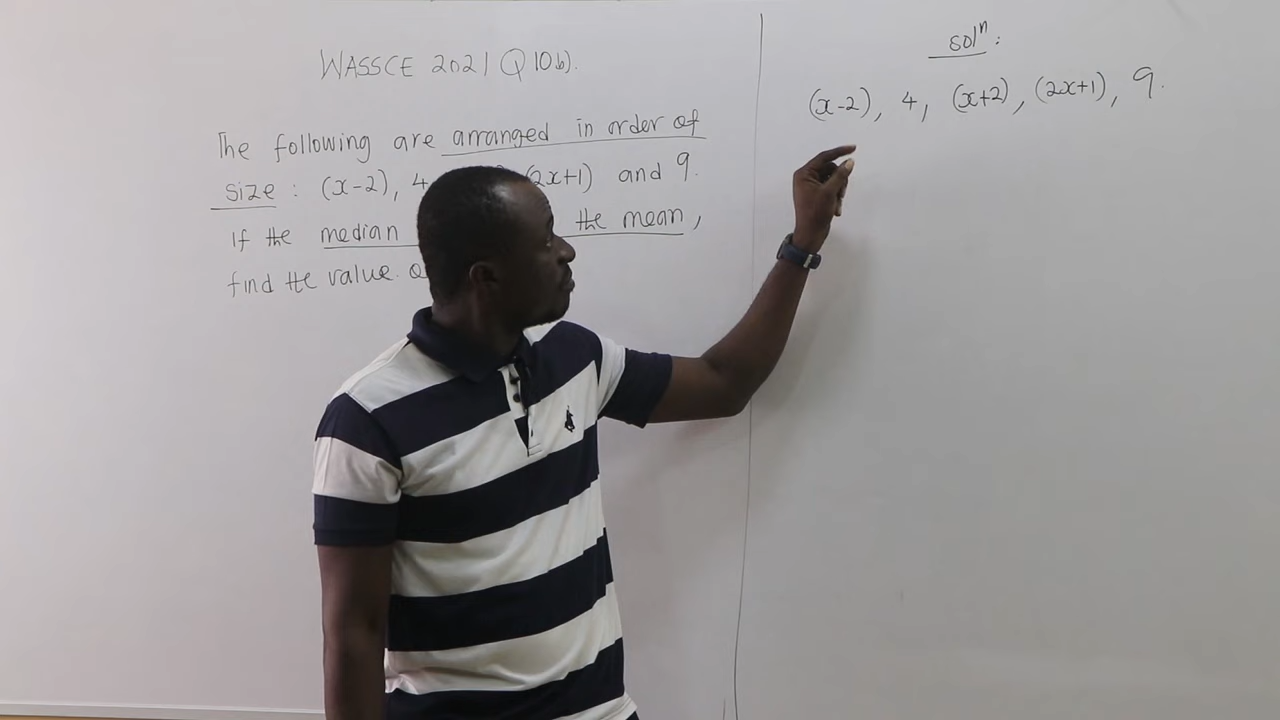 WASSCE 2021 Q10b).
The following are arranged in order of
size : (x-2), 4 (2x+1) and 9.
If the median the mean,
find the value
solⁿ:
(x-2), 4, (x+2), (2x+1), 9.